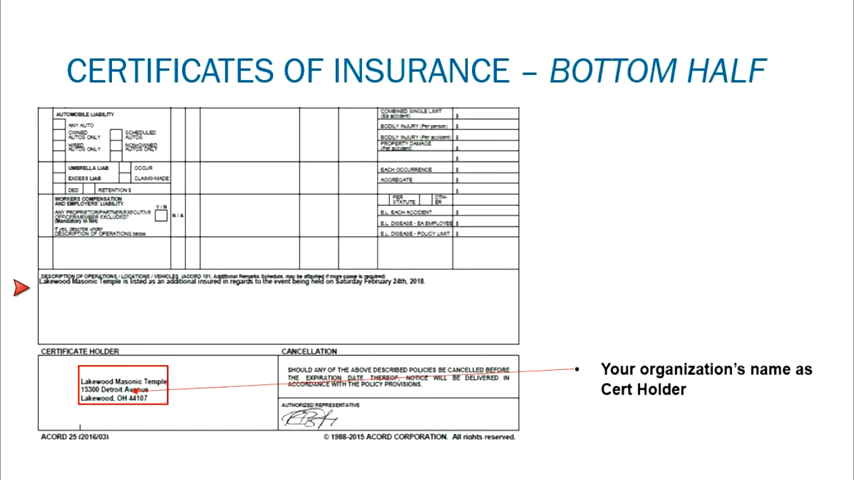 CERTIFICATES OF INSURANCE – BOTTOM HALF
AUTOMOBILE LIABILITY
ANY AUTO
OWNED AUTOS ONLY
SCHEDULED AUTOS
HIRED AUTOS ONLY
NON-OWNED AUTOS ONLY
COMBINED SINGLE LIMIT (Ea accident) $
BODILY INJURY (Per person) $
BODILY INJURY (Per accident) $
PROPERTY DAMAGE (Per accident) $
$
UMBRELLA LIAB
OCCUR
EACH OCCURRENCE $
EXCESS LIAB
CLAIMS-MADE
AGGREGATE $
DED
RETENTION $
$
WORKERS COMPENSATION
AND EMPLOYERS' LIABILITY
Y / N
ANY PROPRIETOR/PARTNER/EXECUTIVE
OFFICER/MEMBER EXCLUDED?
(Mandatory in NH)
If yes, describe under
DESCRIPTION OF OPERATIONS below
N / A
PER STATUTE
OTH-ER
E.L. EACH ACCIDENT $
E.L. DISEASE - EA EMPLOYEE $
E.L. DISEASE - POLICY LIMIT $
DESCRIPTION OF OPERATIONS / LOCATIONS / VEHICLES (ACORD 101, Additional Remarks Schedule, may be attached if more space is required)
Lakewood Masonic Temple is listed as an additional insured in regards to the event being held on Saturday February 24th, 2018.
CERTIFICATE HOLDER
CANCELLATION
Lakewood Masonic Temple
15300 Detroit Avenue
Lakewood, OH 44107
SHOULD ANY OF THE ABOVE DESCRIBED POLICIES BE CANCELLED BEFORE
THE EXPIRATION DATE THEREOF, NOTICE WILL BE DELIVERED IN
ACCORDANCE WITH THE POLICY PROVISIONS.
AUTHORIZED REPRESENTATIVE
ACORD 25 (2016/03)
© 1988-2015 ACORD CORPORATION. All rights reserved.
• Your organization's name as
Cert Holder